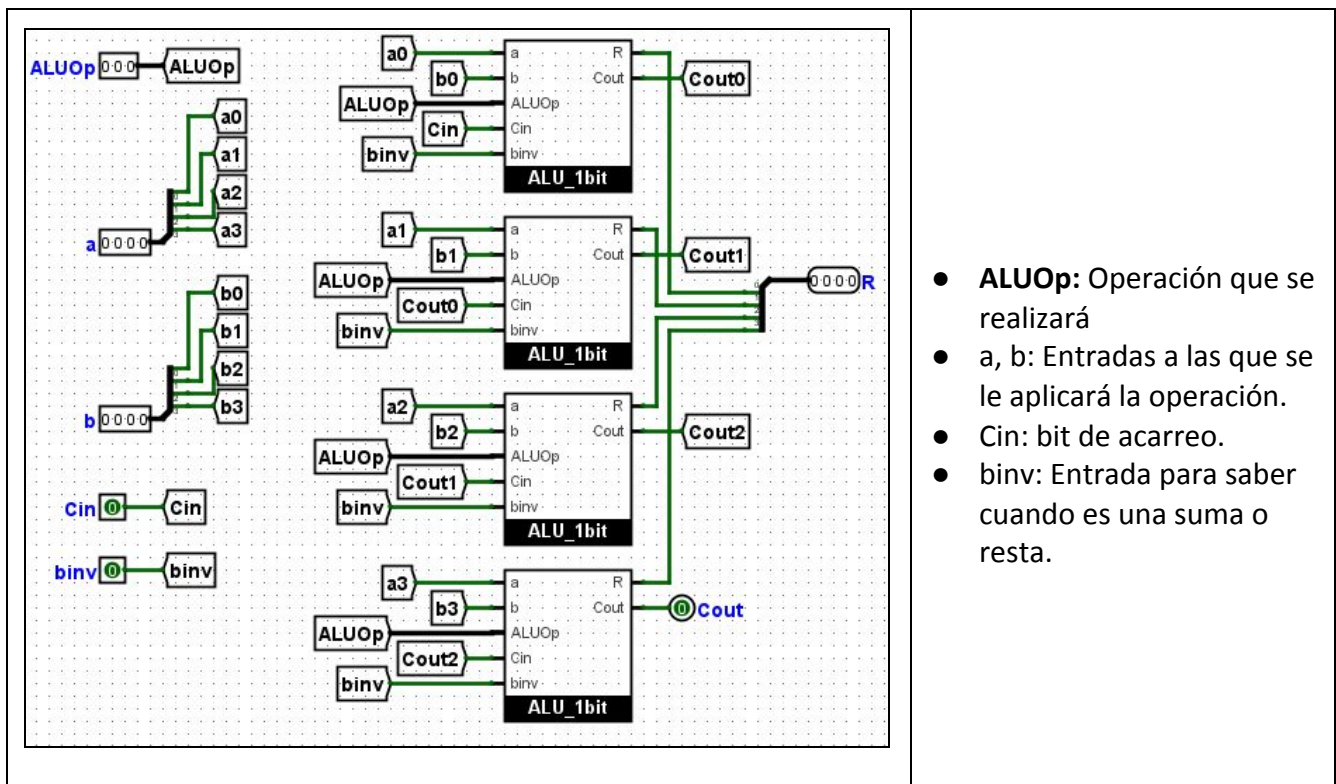 ALUOp 000 ALUOp
a0
a1
a2
a3
a 0000
b0
b1
b2
b3
b 0000
Cin 0 Cin
binv 0 binv
a0 a R
b0 b Cout Cout0
ALUOp ALUOp
Cin Cin
binv binv
ALU_1bit
a1 a R
b1 b Cout Cout1
ALUOp ALUOp
Cout0 Cin
binv binv
ALU_1bit
0000 R
a2 a R
b2 b Cout Cout2
ALUOp ALUOp
Cout1 Cin
binv binv
ALU_1bit
a3 a R
b3 b Cout 0 Cout
ALUOp ALUOp
Cout2 Cin
binv binv
ALU_1bit
● ALUOp: Operación que se
realizará
● a, b: Entradas a las que se
le aplicará la operación.
● Cin: bit de acarreo.
● binv: Entrada para saber
cuando es una suma o
resta.